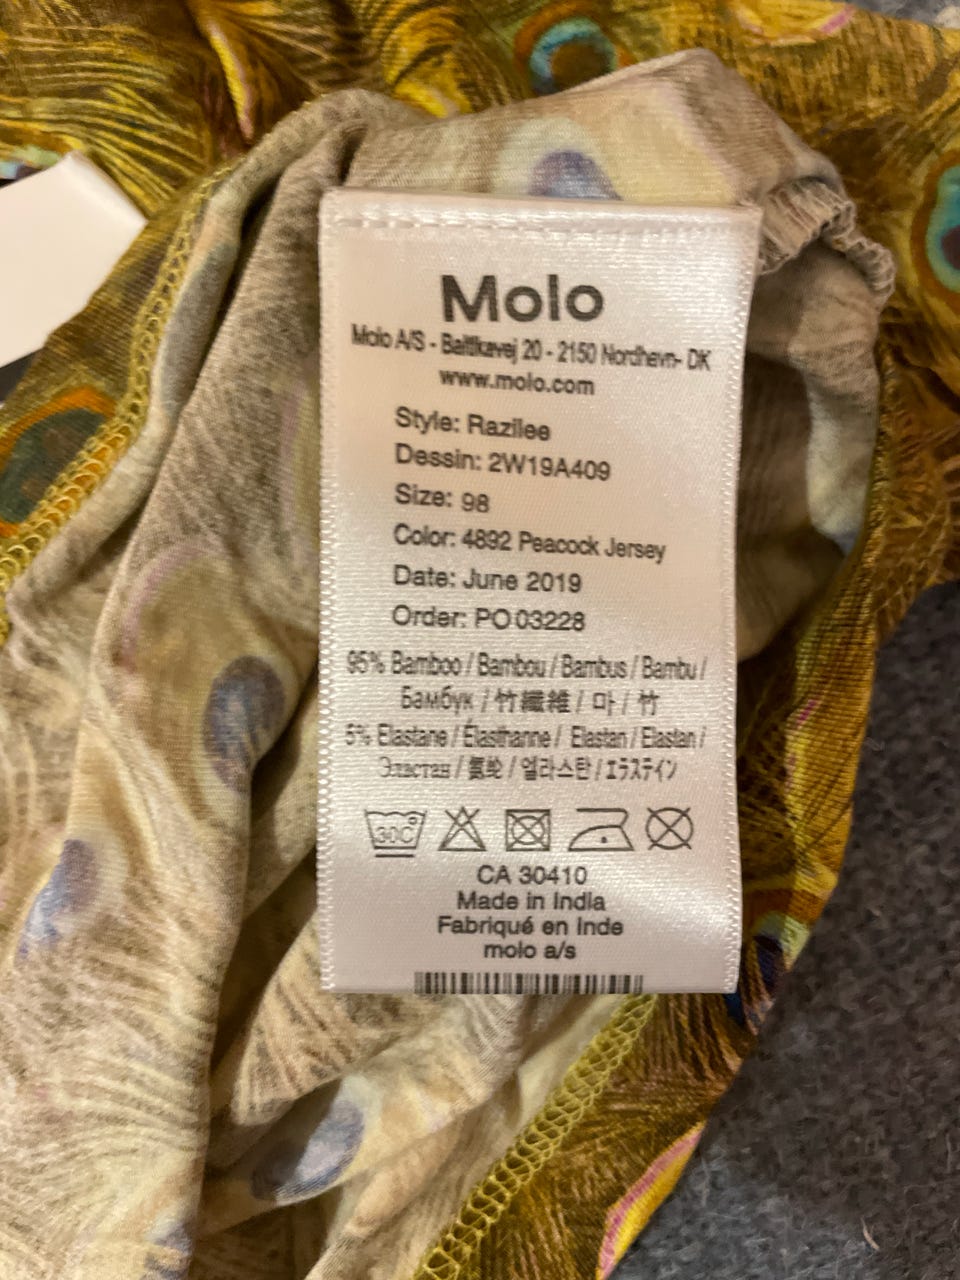 Molo
Molo A/S - Baltikavej 20 - 2150 Nordhavn- DK
www.molo.com
Style: Razilee
Dessin: 2W19A409
Size: 98
Color: 4892 Peacock Jersey
Date: June 2019
Order: PO 03228
95% Bamboo / Bambou / Bambus / Bambu /
Бамбук / 竹纖維 / 마 / 竹
5% Elastane / Élasthanne / Elastan / Elastan /
Эластан / 氨纶 / 엘라스탄 / エラステイン
30C
CA 30410
Made in India
Fabriqué en Inde
molo a/s